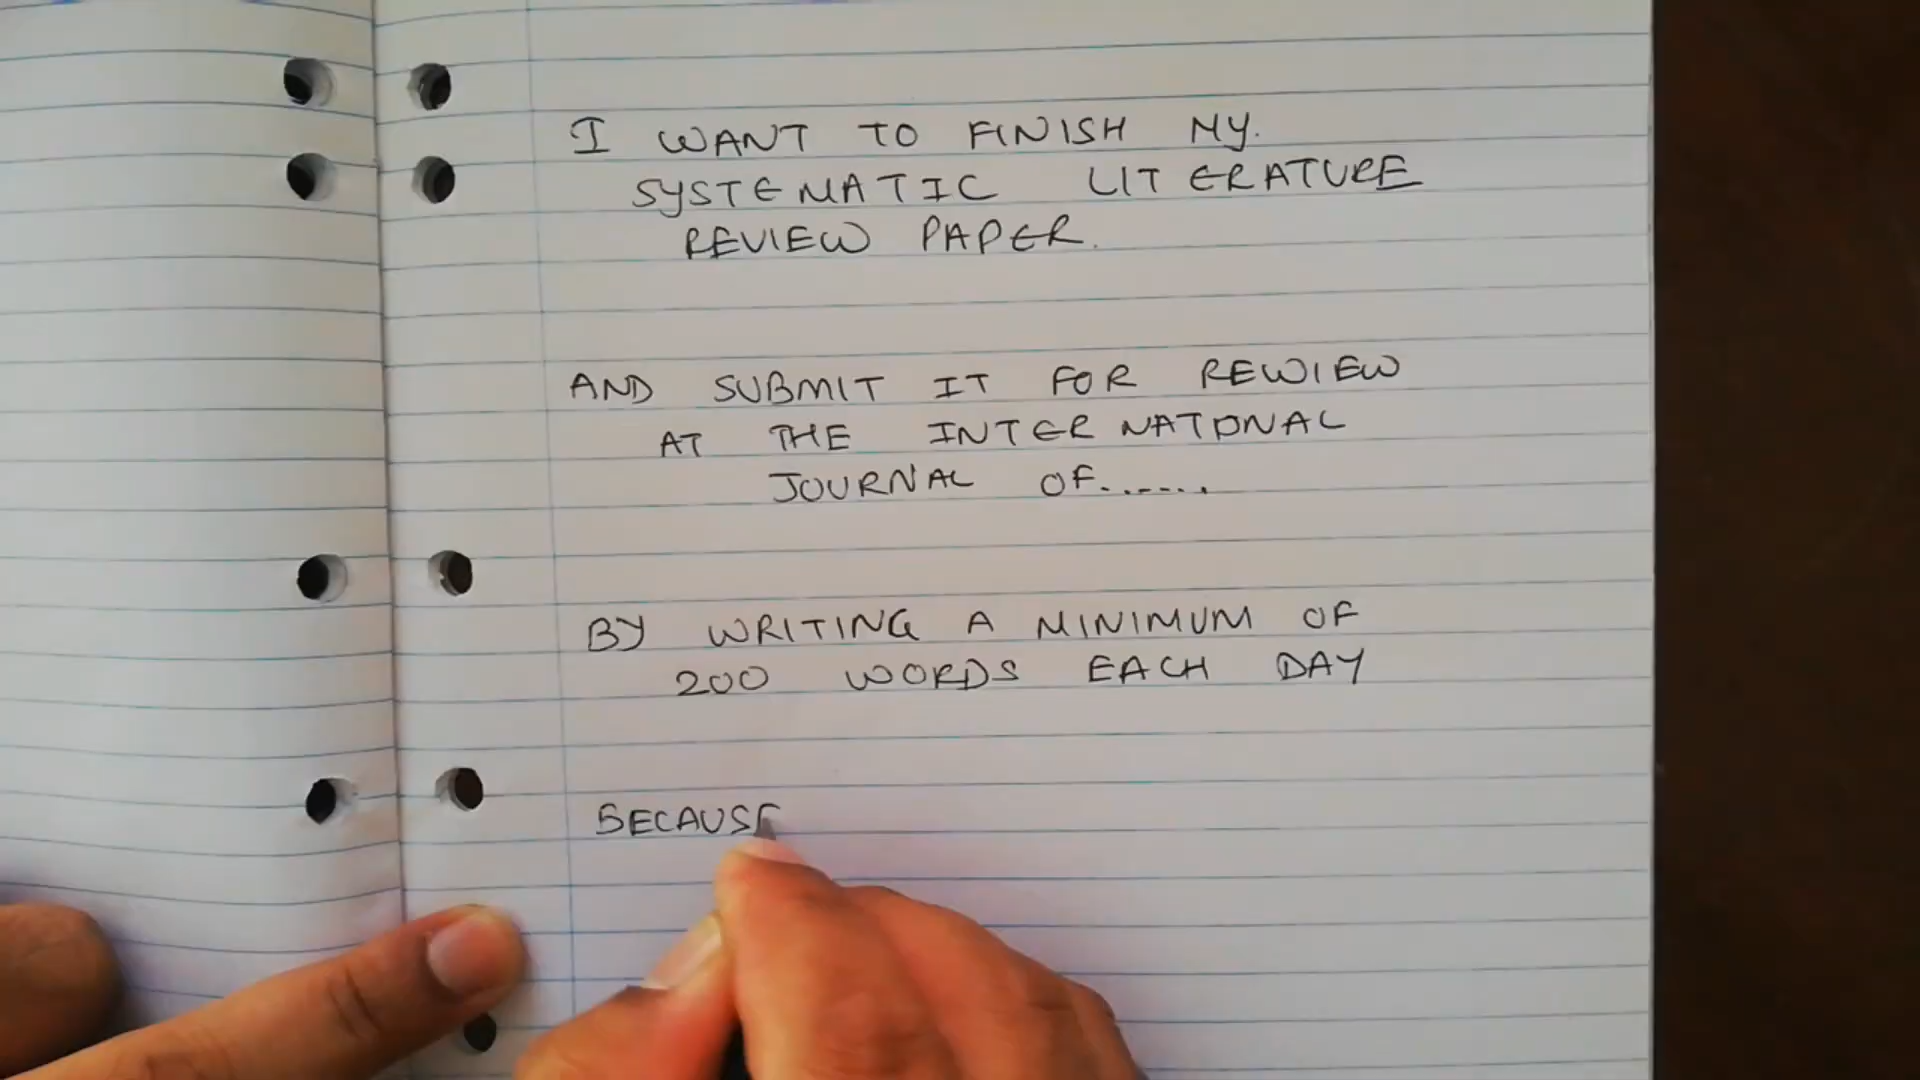 I WANT TO FINISH MY.
SYSTEMATIC LITERATURE
REVIEW PAPER.
AND SUBMIT IT FOR REWIEW
AT THE INTERNATONAL
JOURNAL OF.......
BY WRITING A MINIMUM OF
200 WORDS EACH DAY
BECAUSE